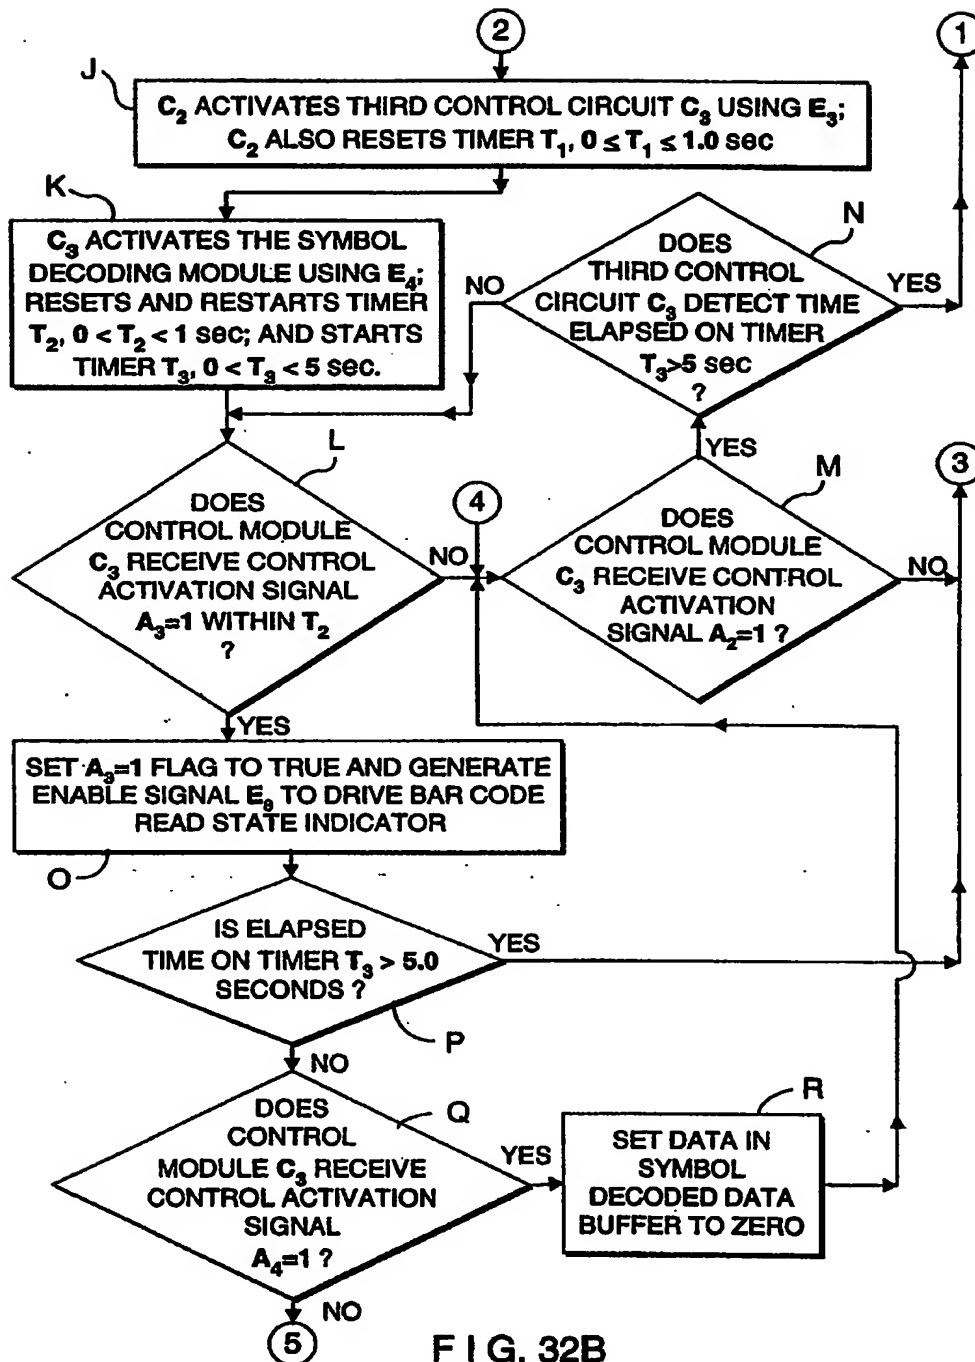 2
1
J
C₂ ACTIVATES THIRD CONTROL CIRCUIT C₃ USING E₃;
C₂ ALSO RESETS TIMER T₁, 0 ≤ T₁ ≤ 1.0 sec
K
C₃ ACTIVATES THE SYMBOL
DECODING MODULE USING E₄;
RESETS AND RESTARTS TIMER
T₂, 0 < T₂ < 1 sec; AND STARTS
TIMER T₃, 0 < T₃ < 5 sec.
N
DOES
THIRD CONTROL
CIRCUIT C₃ DETECT TIME
ELAPSED ON TIMER
T₃>5 sec
?
NO
YES
L
DOES
CONTROL MODULE
C₃ RECEIVE CONTROL
ACTIVATION SIGNAL
A₃=1 WITHIN T₂
?
NO
4
YES
M
DOES
CONTROL MODULE
C₃ RECEIVE CONTROL
ACTIVATION
SIGNAL A₂=1 ?
NO
3
YES
SET A₃=1 FLAG TO TRUE AND GENERATE
ENABLE SIGNAL E₈ TO DRIVE BAR CODE
READ STATE INDICATOR
O
IS ELAPSED
TIME ON TIMER T₃ > 5.0
SECONDS ?
YES
P
NO
DOES
CONTROL
MODULE C₃ RECEIVE
CONTROL ACTIVATION
SIGNAL
A₄=1 ?
Q
YES
R
SET DATA IN
SYMBOL
DECODED DATA
BUFFER TO ZERO
NO
5
FIG. 32B